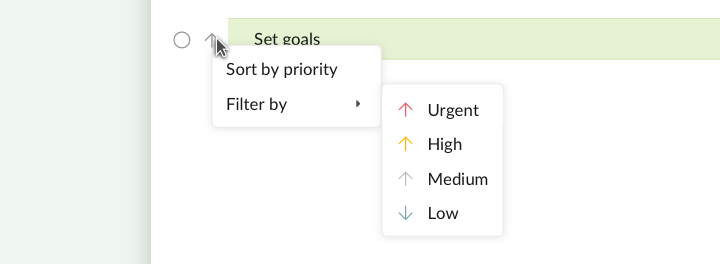 Set goals
Sort by priority
Filter by
Urgent
High
Medium
Low